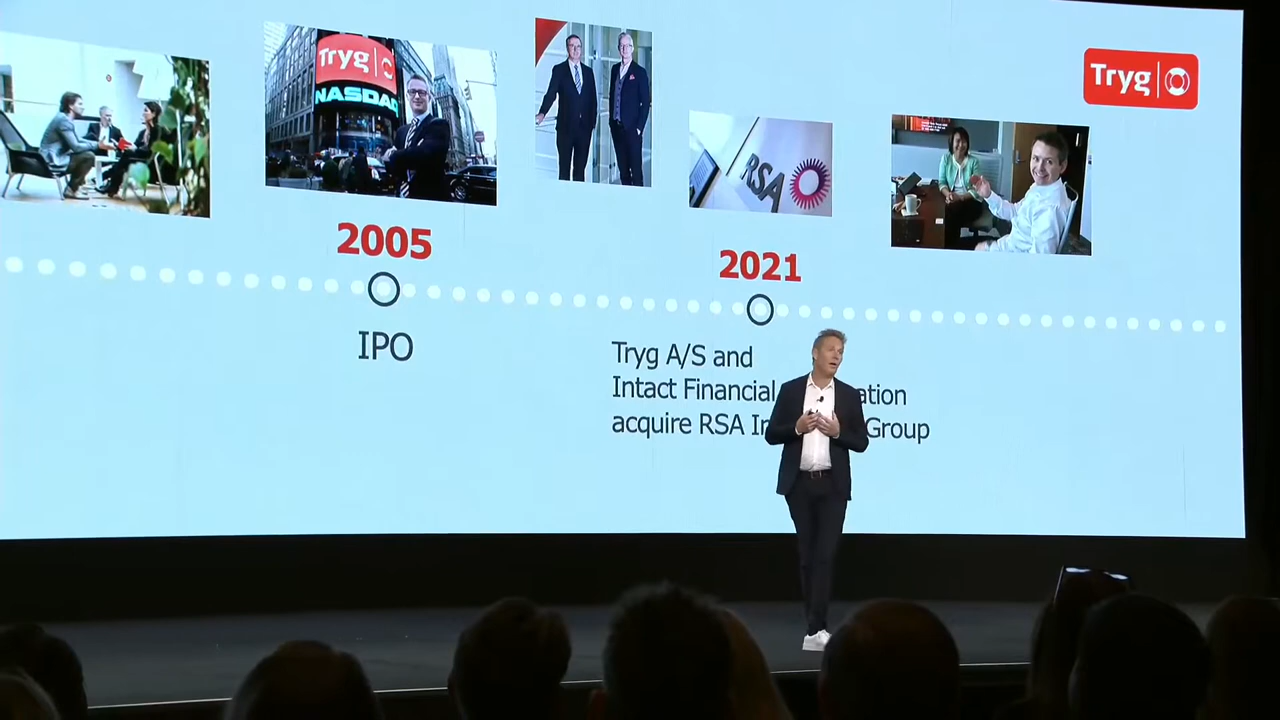 Tryg
NASDAQ
RSA
Tryg
2005
2021
IPO
Tryg A/S and
Intact Financial
acquire RSA Group